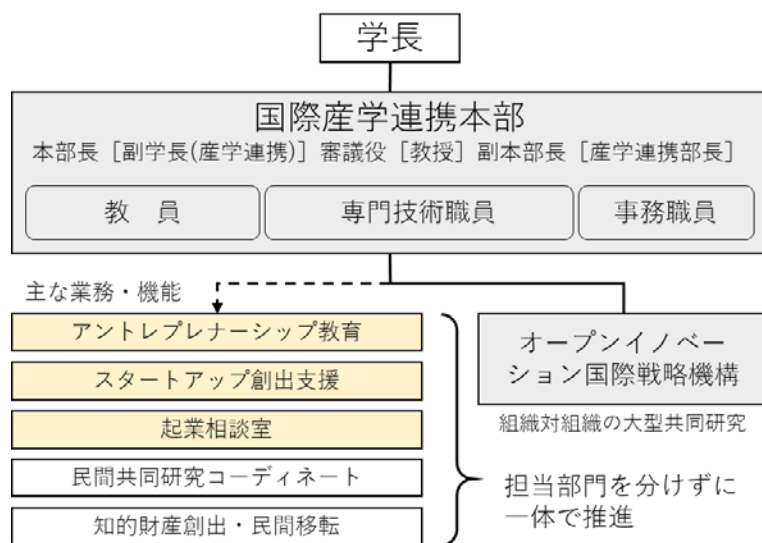 学長
国際産学連携本部
本部長［副学長(産学連携)］審議役［教授］副本部長［産学連携部長］
教　員
専門技術職員
事務職員
主な業務・機能
アントレプレナーシップ教育
スタートアップ創出支援
起業相談室
民間共同研究コーディネート
知的財産創出・民間移転
オープンイノベー
ション国際戦略機構
組織対組織の大型共同研究
担当部門を分けずに
一体で推進